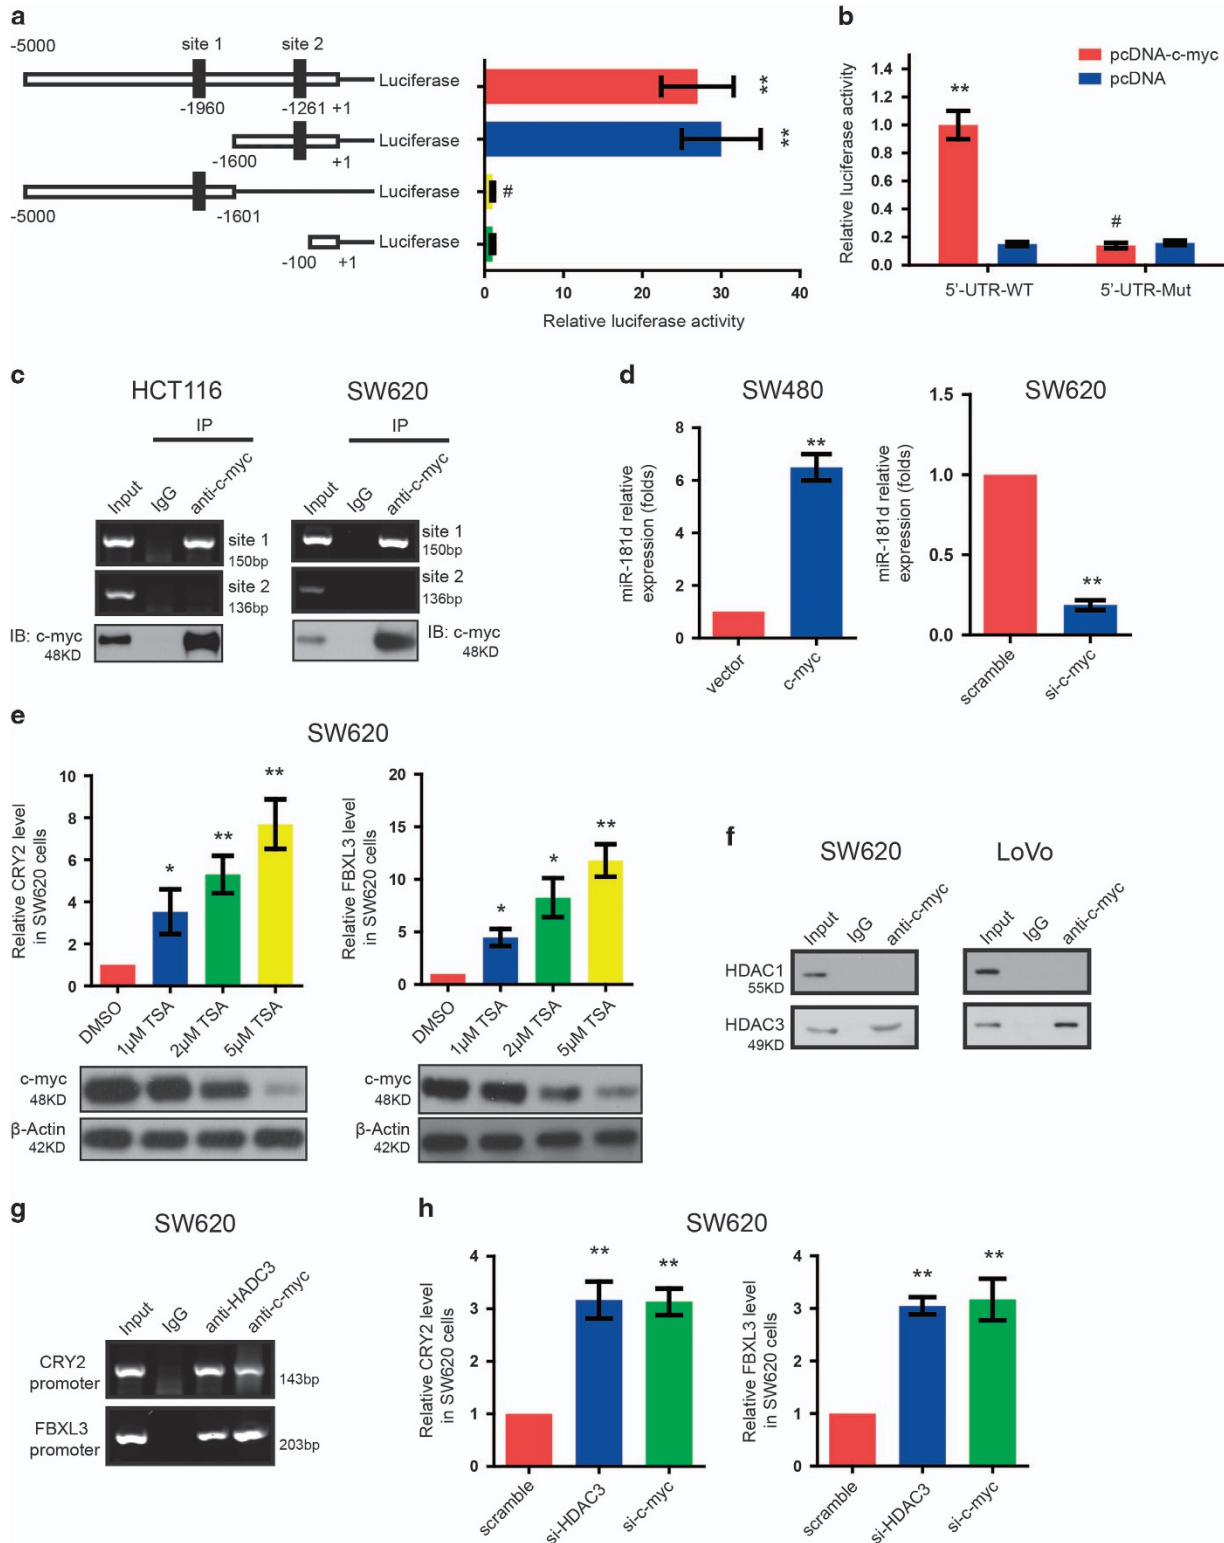 a
-5000
site 1
site 2
Luciferase
-1960
-1261
+1
Luciferase
-1600
+1
Luciferase
-5000
-1601
Luciferase
-100
+1
**
**
#
0
10
20
30
40
Relative luciferase activity
b
pcDNA-c-myc
pcDNA
Relative luciferase activity
1.4
1.2
1.0
0.8
0.6
0.4
0.2
0.0
**
#
5'-UTR-WT
5'-UTR-Mut
c
HCT116
SW620
IP
IP
Input
IgG
anti-c-myc
Input
IgG
anti-c-myc
site 1
150bp
site 2
136bp
site 1
150bp
site 2
136bp
IB: c-myc
48KD
IB: c-myc
48KD
d
SW480
miR-181d relative
expression (folds)
8
6
4
2
0
**
vector
c-myc
SW620
miR-181d relative
expression (folds)
1.5
1.0
0.5
0.0
**
scramble
si-c-myc
e
SW620
Relative CRY2 level
in SW620 cells
10
8
6
4
2
0
*
**
**
DMSO
1μM TSA
2μM TSA
5μM TSA
c-myc
48KD
β-Actin
42KD
Relative FBXL3 level
in SW620 cells
20
15
10
5
0
*
*
**
DMSO
1μM TSA
2μM TSA
5μM TSA
c-myc
48KD
β-Actin
42KD
f
SW620
LoVo
Input
IgG
anti-c-myc
Input
IgG
anti-c-myc
HDAC1
55KD
HDAC3
49KD
g
SW620
Input
IgG
anti-HADC3
anti-c-myc
CRY2
promoter
143bp
FBXL3
promoter
203bp
h
SW620
Relative CRY2 level
in SW620 cells
4
3
2
1
0
**
**
scramble
si-HDAC3
si-c-myc
Relative FBXL3 level
in SW620 cells
4
3
2
1
0
**
**
scramble
si-HDAC3
si-c-myc